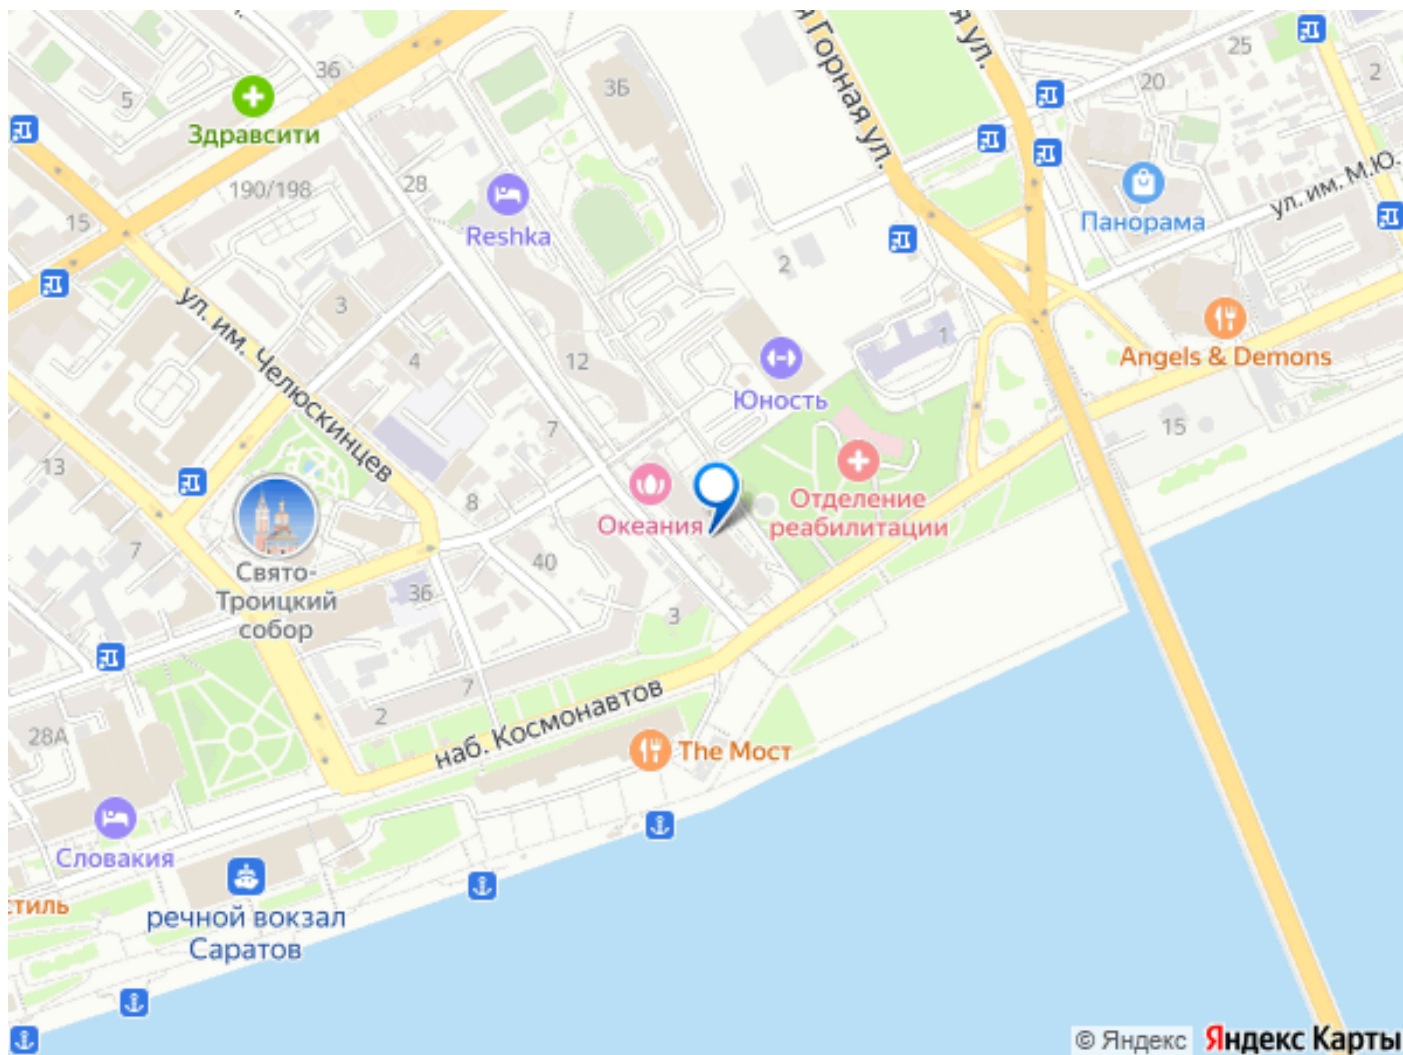 я Горная ул.
я ул.
25
2
20
36
5
Здравсити
3Б
190/198
28
15
Reshka
ул. им. М.Ю.
Панорама
2
3
ул. им. Челюскинцев
12
4
1
Angels & Demons
Юность
7
15
13
8
Океания
Отделение
реабилитации
7
Свято-
Троицкий
собор
40
36
3
7
2
28А
наб. Космонавтов
The Мост
Словакия
стиль
речной вокзал
Саратов
© Яндекс Яндекс Карты